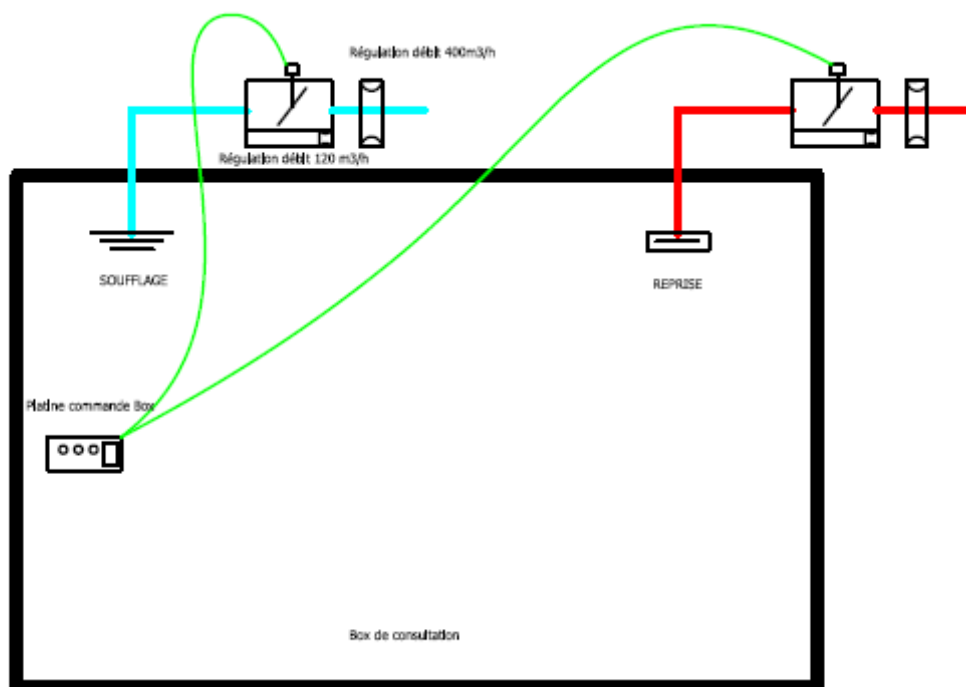 Régulation débit 400m3/h
Régulation débit 120 m3/h
SOUFFLAGE
REPRISE
Platine commande Box
Box de consultation